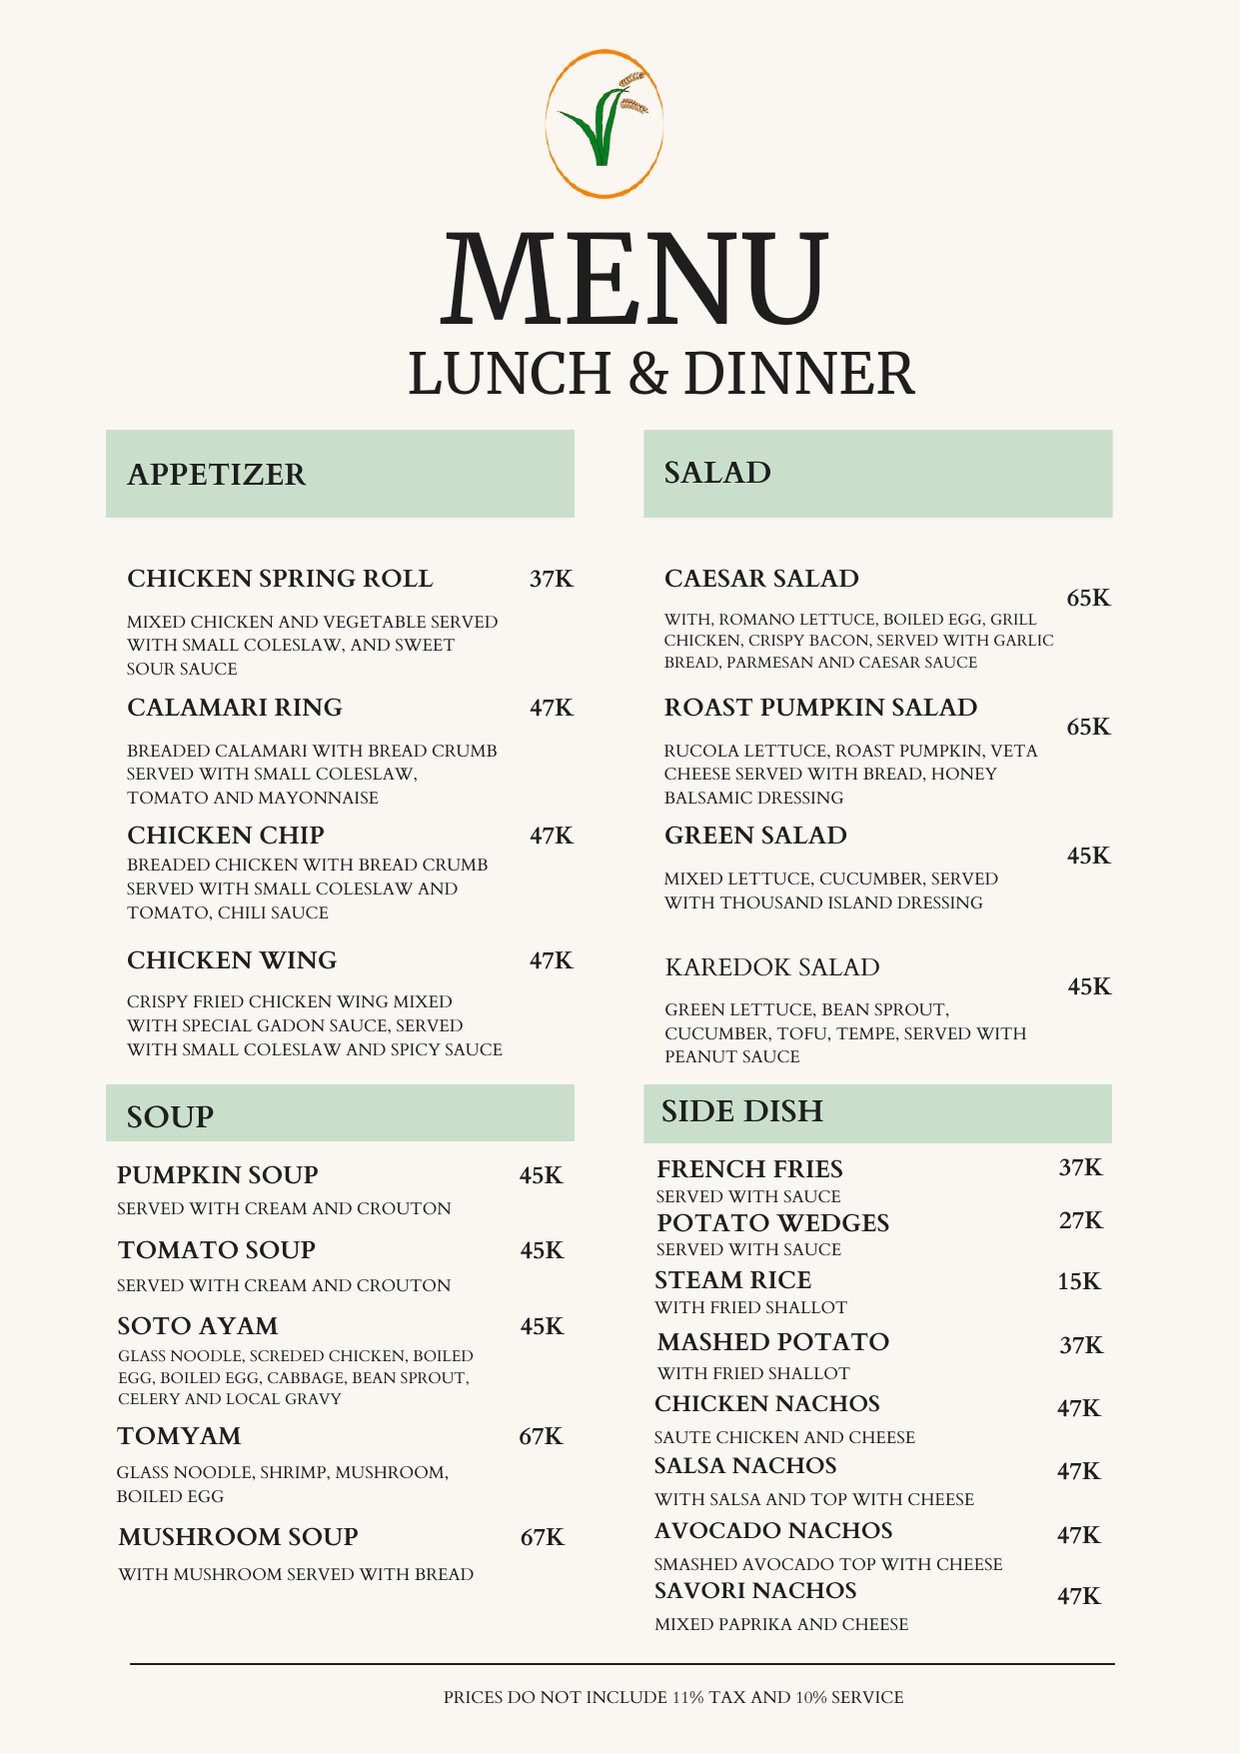 MENU
LUNCH & DINNER
APPETIZER
CHICKEN SPRING ROLL 37K
MIXED CHICKEN AND VEGETABLE SERVED
WITH SMALL COLESLAW, AND SWEET
SOUR SAUCE
CALAMARI RING 47K
BREADED CALAMARI WITH BREAD CRUMB
SERVED WITH SMALL COLESLAW,
TOMATO AND MAYONNAISE
CHICKEN CHIP 47K
BREADED CHICKEN WITH BREAD CRUMB
SERVED WITH SMALL COLESLAW AND
TOMATO, CHILI SAUCE
CHICKEN WING 47K
CRISPY FRIED CHICKEN WING MIXED
WITH SPECIAL GADON SAUCE, SERVED
WITH SMALL COLESLAW AND SPICY SAUCE
SALAD
CAESAR SALAD 65K
WITH, ROMANO LETTUCE, BOILED EGG, GRILL
CHICKEN, CRISPY BACON, SERVED WITH GARLIC
BREAD, PARMESAN AND CAESAR SAUCE
ROAST PUMPKIN SALAD 65K
RUCOLA LETTUCE, ROAST PUMPKIN, VETA
CHEESE SERVED WITH BREAD, HONEY
BALSAMIC DRESSING
GREEN SALAD 45K
MIXED LETTUCE, CUCUMBER, SERVED
WITH THOUSAND ISLAND DRESSING
KAREDOK SALAD 45K
GREEN LETTUCE, BEAN SPROUT,
CUCUMBER, TOFU, TEMPE, SERVED WITH
PEANUT SAUCE
SOUP
PUMPKIN SOUP 45K
SERVED WITH CREAM AND CROUTON
TOMATO SOUP 45K
SERVED WITH CREAM AND CROUTON
SOTO AYAM 45K
GLASS NOODLE, SCREDED CHICKEN, BOILED
EGG, BOILED EGG, CABBAGE, BEAN SPROUT,
CELERY AND LOCAL GRAVY
TOMYAM 67K
GLASS NOODLE, SHRIMP, MUSHROOM,
BOILED EGG
MUSHROOM SOUP 67K
WITH MUSHROOM SERVED WITH BREAD
SIDE DISH
FRENCH FRIES 37K
SERVED WITH SAUCE
POTATO WEDGES 27K
SERVED WITH SAUCE
STEAM RICE 15K
WITH FRIED SHALLOT
MASHED POTATO 37K
WITH FRIED SHALLOT
CHICKEN NACHOS 47K
SAUTE CHICKEN AND CHEESE
SALSA NACHOS 47K
WITH SALSA AND TOP WITH CHEESE
AVOCADO NACHOS 47K
SMASHED AVOCADO TOP WITH CHEESE
SAVORI NACHOS 47K
MIXED PAPRIKA AND CHEESE
PRICES DO NOT INCLUDE 11% TAX AND 10% SERVICE